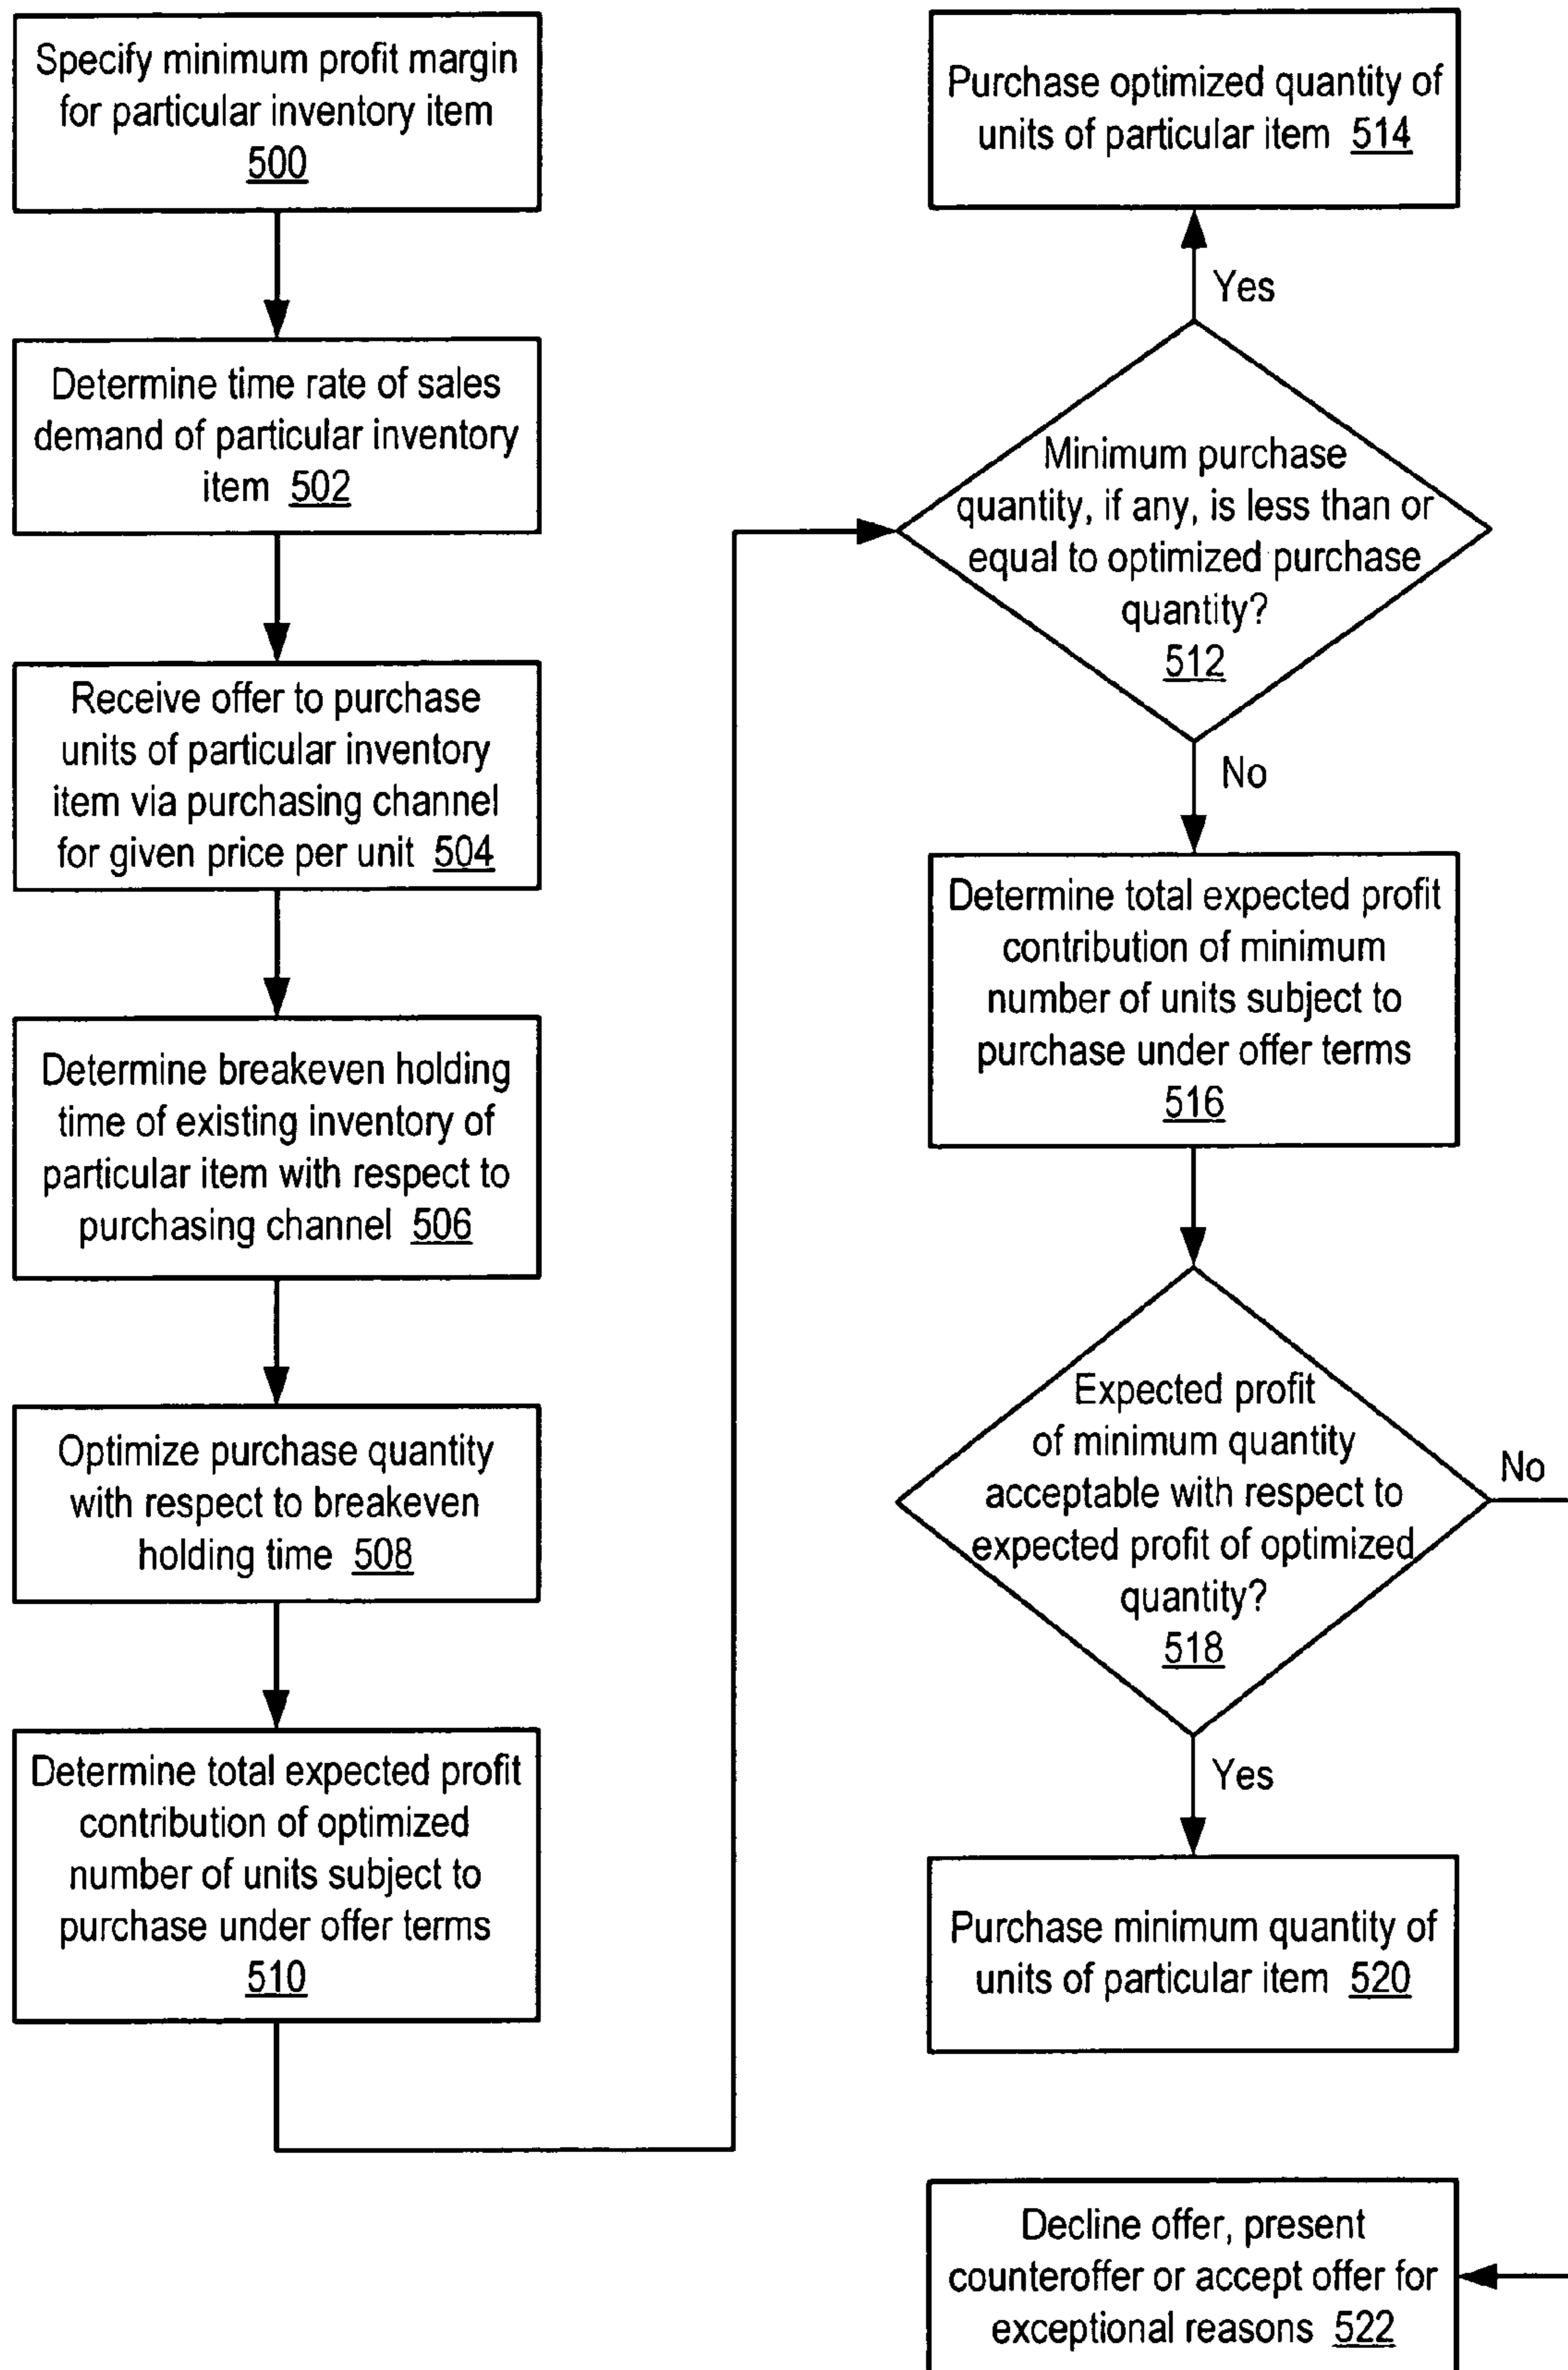 Specify minimum profit margin
for particular inventory item
500
Determine time rate of sales
demand of particular inventory
item 502
Receive offer to purchase
units of particular inventory
item via purchasing channel
for given price per unit 504
Determine breakeven holding
time of existing inventory of
particular item with respect to
purchasing channel 506
Optimize purchase quantity
with respect to breakeven
holding time 508
Determine total expected profit
contribution of optimized
number of units subject to
purchase under offer terms
510
Purchase optimized quantity of
units of particular item 514
Yes
Minimum purchase
quantity, if any, is less than or
equal to optimized purchase
quantity?
512
No
Determine total expected profit
contribution of minimum
number of units subject to
purchase under offer terms
516
Expected profit
of minimum quantity
acceptable with respect to
expected profit of optimized
quantity?
518
No
Yes
Purchase minimum quantity of
units of particular item 520
Decline offer, present
counteroffer or accept offer for
exceptional reasons 522